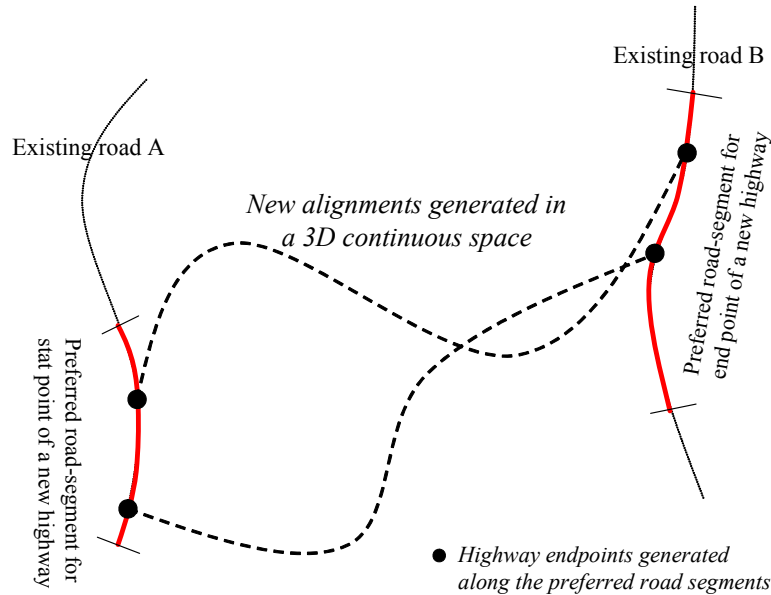 Existing road B
Existing road A
New alignments generated in
a 3D continuous space
Preferred road-segment for
end point of a new highway
Preferred road-segment for
stat point of a new highway
Highway endpoints generated
along the preferred road segments